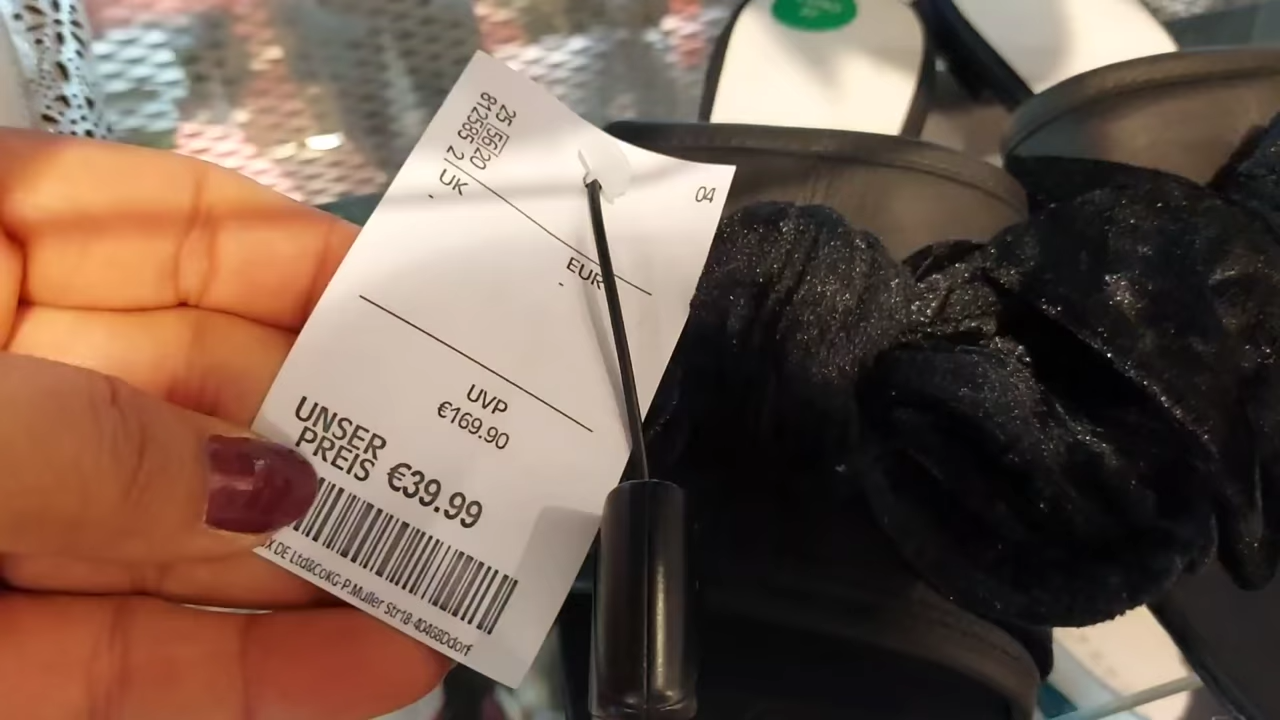 25 56 20
812585 2
UK
-
04
EUR
-
UVP
€169.90
UNSER
PREIS €39.99
X DE Ltd&CoKG-P.Muller Str18-40468Ddorf